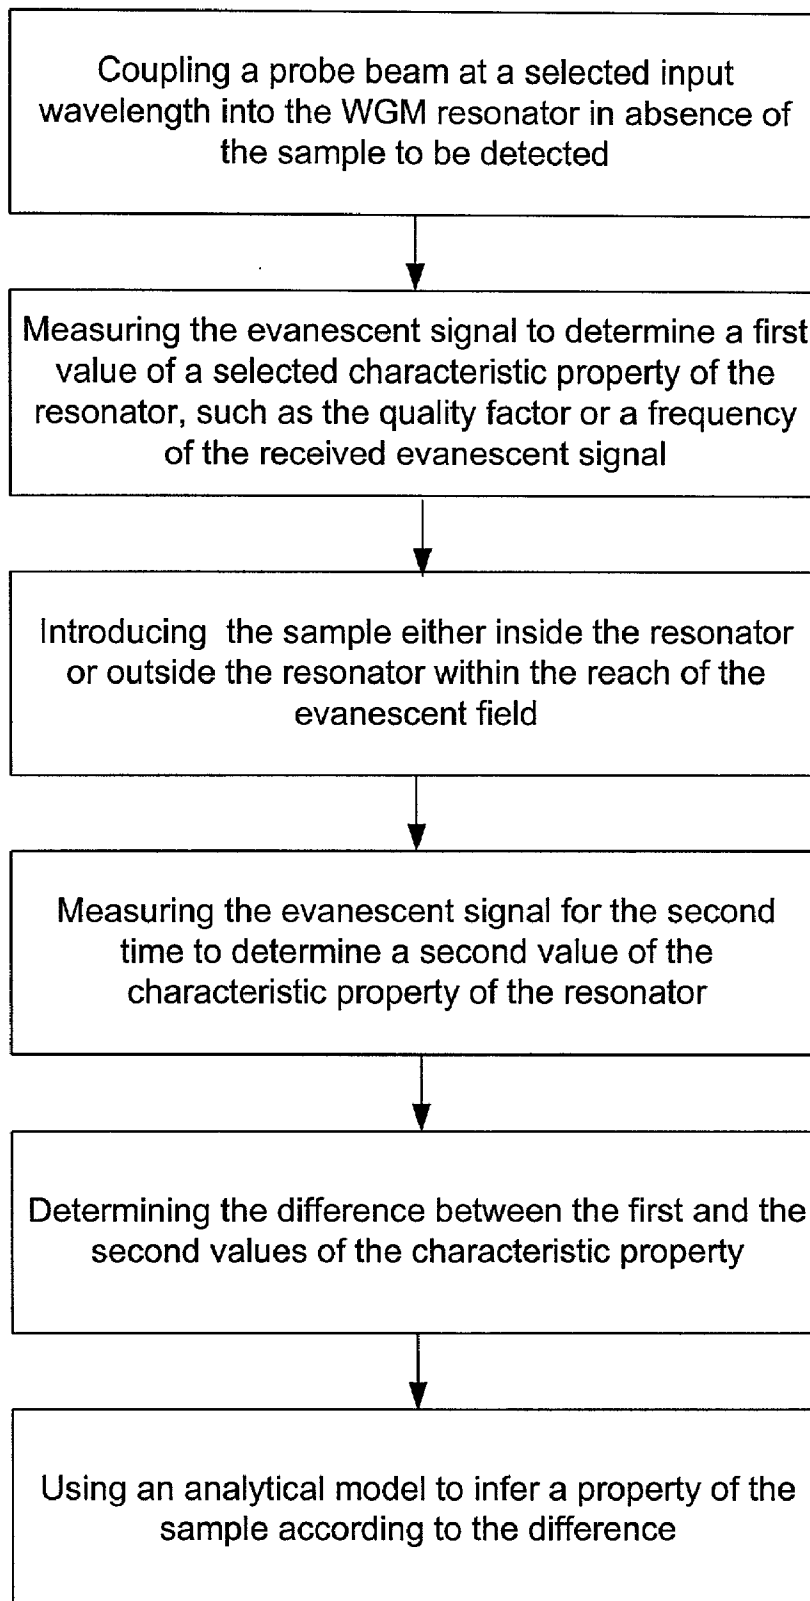 Coupling a probe beam at a selected input
wavelength into the WGM resonator in absence of
the sample to be detected
Measuring the evanescent signal to determine a first
value of a selected characteristic property of the
resonator, such as the quality factor or a frequency
of the received evanescent signal
Introducing the sample either inside the resonator
or outside the resonator within the reach of the
evanescent field
Measuring the evanescent signal for the second
time to determine a second value of the
characteristic property of the resonator
Determining the difference between the first and the
second values of the characteristic property
Using an analytical model to infer a property of the
sample according to the difference